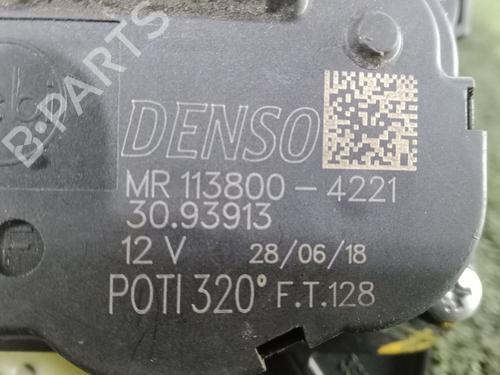 B-PARTS
DENSO
MR 113800-4221
30.93913
12 V 28/06/18
POTI 320° F.T.128